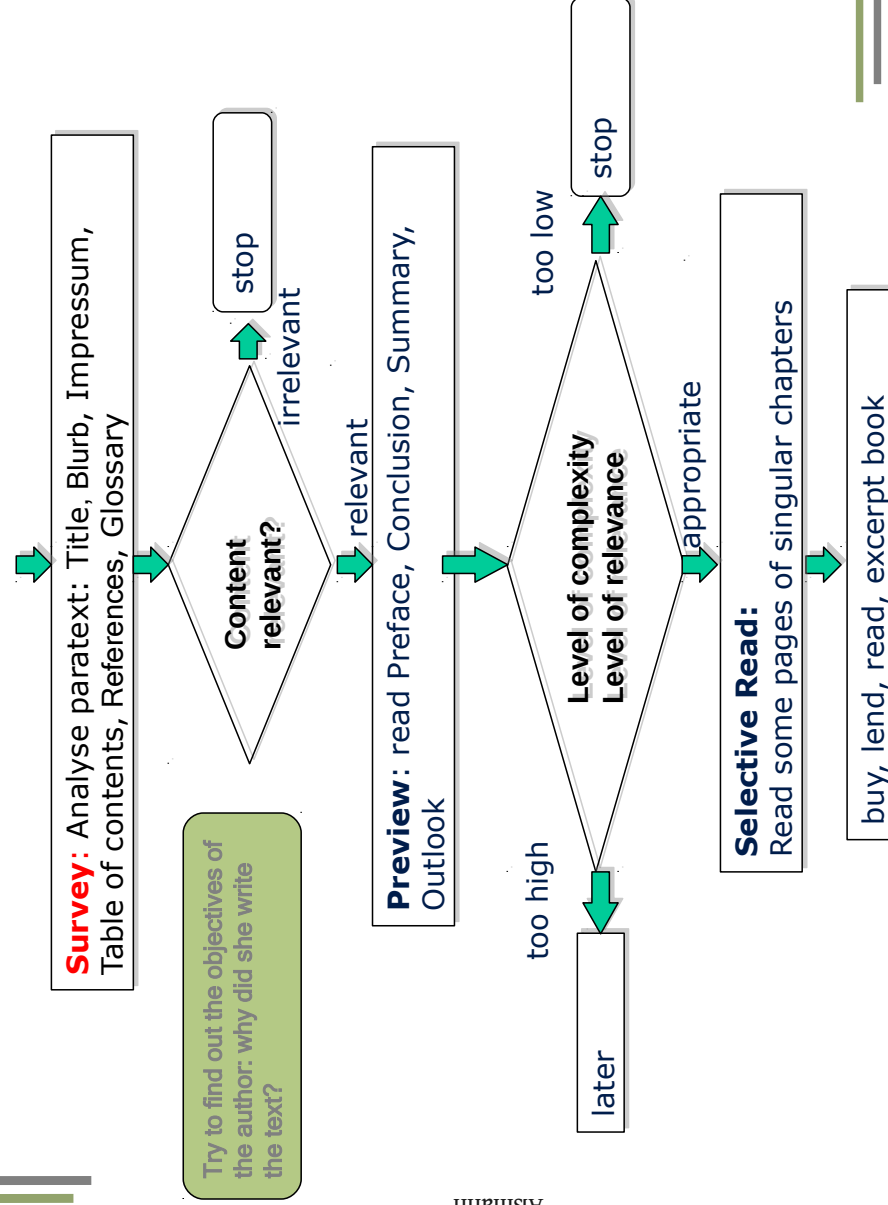 Survey: Analyse paratext: Title, Blurb, Impressum,
Table of contents, References, Glossary
Try to find out the objectives of
the author: why did she write
the text?
Content
relevant?
irrelevant
stop
relevant
Preview: read Preface, Conclusion, Summary,
Outlook
too high
later
Level of complexity
Level of relevance
too low
stop
appropriate
Selective Read:
Read some pages of singular chapters
buy, lend, read, excerpt book